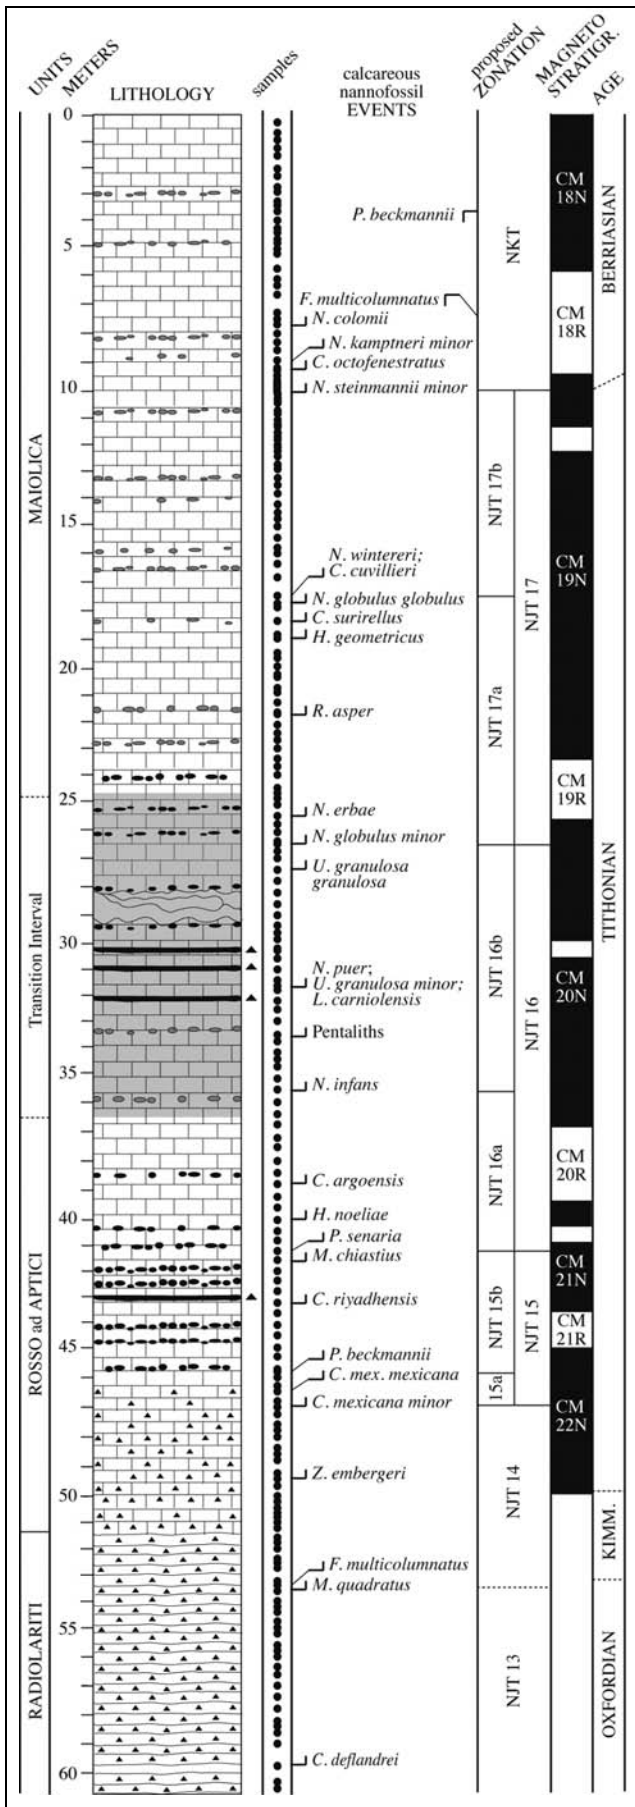 UNITS
METERS
LITHOLOGY
samples
calcareous
nannofossil
EVENTS
proposed
ZONATION
MAGNETO
STRATIGR.
AGE
0
5
10
15
20
25
30
35
40
45
50
55
60
MAIOLICA
Transition Interval
ROSSO ad APTICI
RADIOLARITI
P. beckmannii
F. multicolumnatus
N. colomii
N. kamptneri minor
C. octofenestratus
N. steinmannii minor
N. wintereri;
C. cuvillieri
N. globulus globulus
C. surirellus
H. geometricus
R. asper
N. erbae
N. globulus minor
U. granulosa
granulosa
N. puer;
U. granulosa minor;
L. carniolensis
Pentaliths
N. infans
C. argoensis
H. noeliae
P. senaria
M. chiastius
C. riyadhensis
P. beckmannii
C. mex. mexicana
C. mexicana minor
Z. embergeri
F. multicolumnatus
M. quadratus
C. deflandrei
NKT
NJT 17b
NJT 17
NJT 17a
NJT 16b
NJT 16
NJT 16a
NJT 15b
NJT 15
15a
NJT 14
NJT 13
CM
18N
CM
18R
CM
19N
CM
19R
CM
20N
CM
20R
CM
21N
CM
21R
CM
22N
BERRIASIAN
TITHONIAN
KIMM.
OXFORDIAN